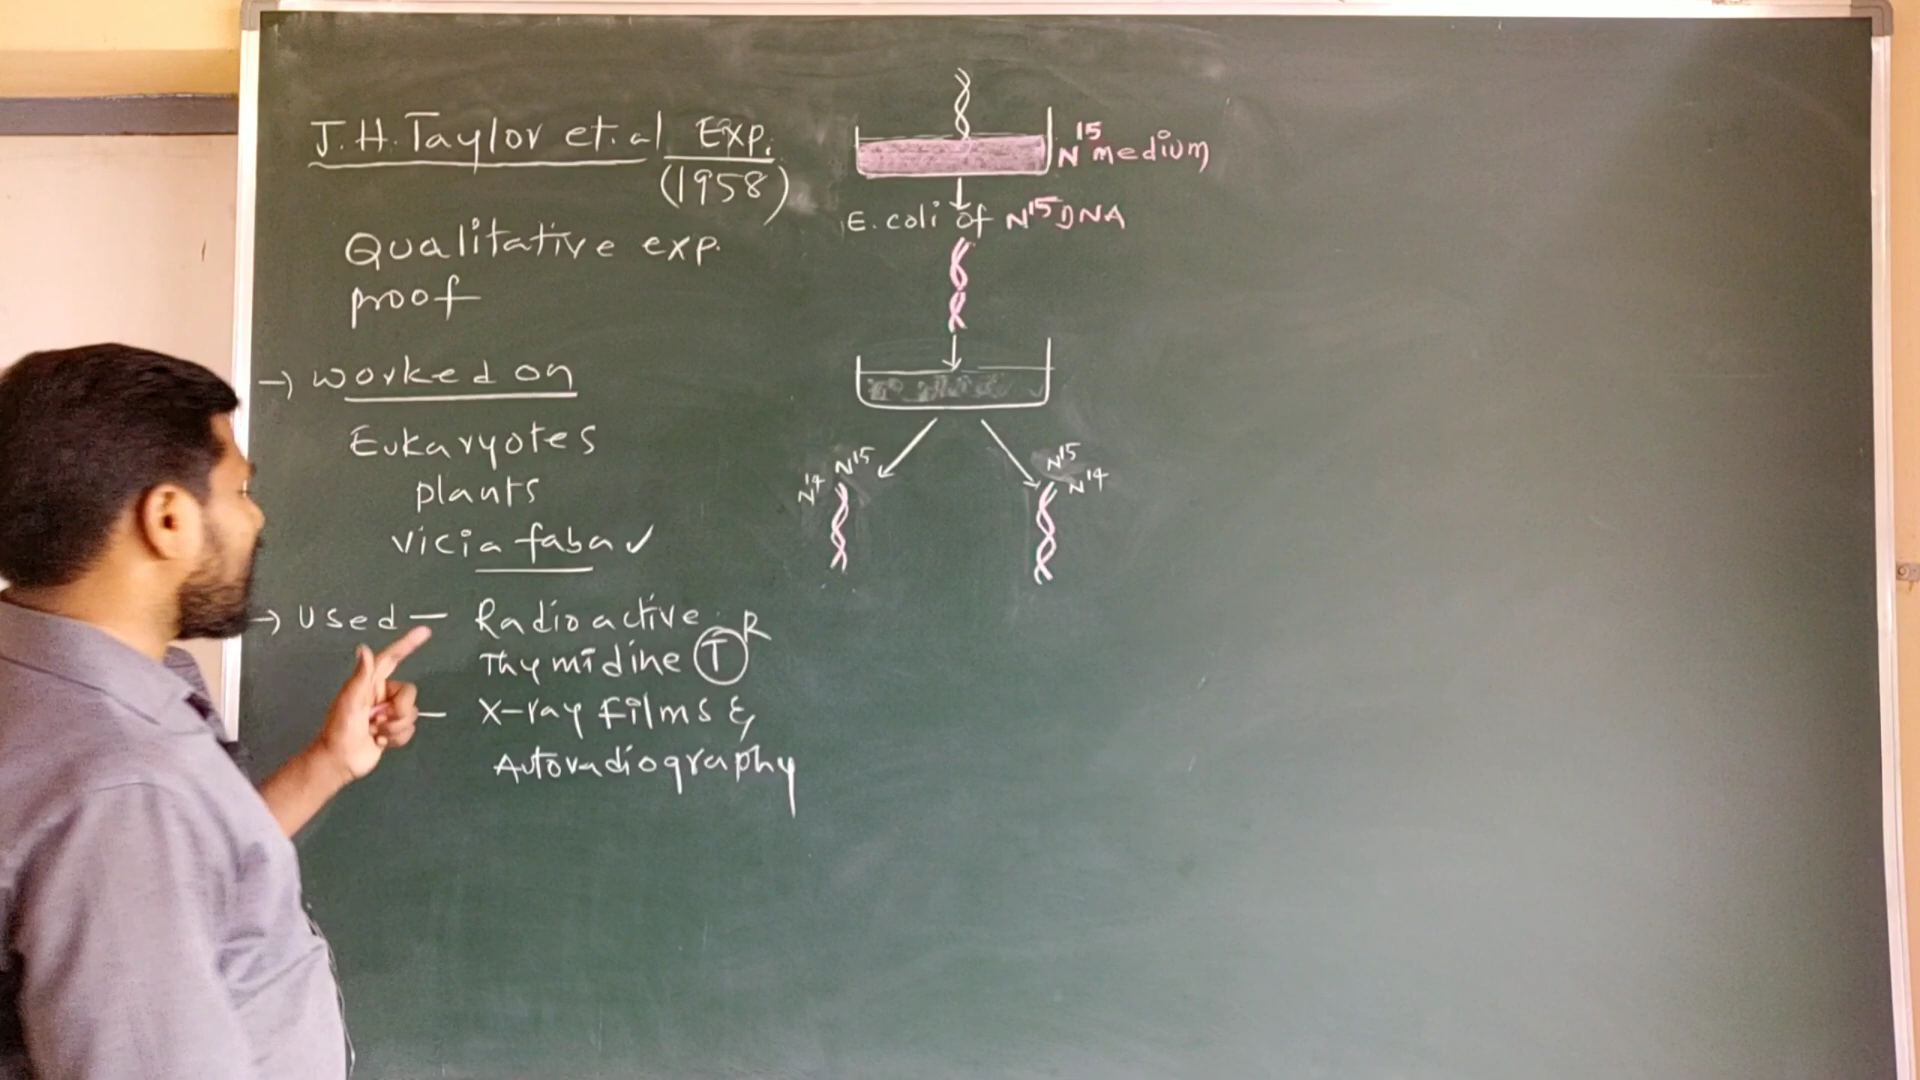 J.H.Taylor et.al Exp.
(1958)
Qualitative exp.
proof
→ Worked on
Eukaryotes
plants
Vicia faba ✓
→ Used — Radioactive
Thymidine (T) R
— X-ray films &
Autoradiography
N15 medium
E.coli of N15 DNA
N14 N15
N15
N14